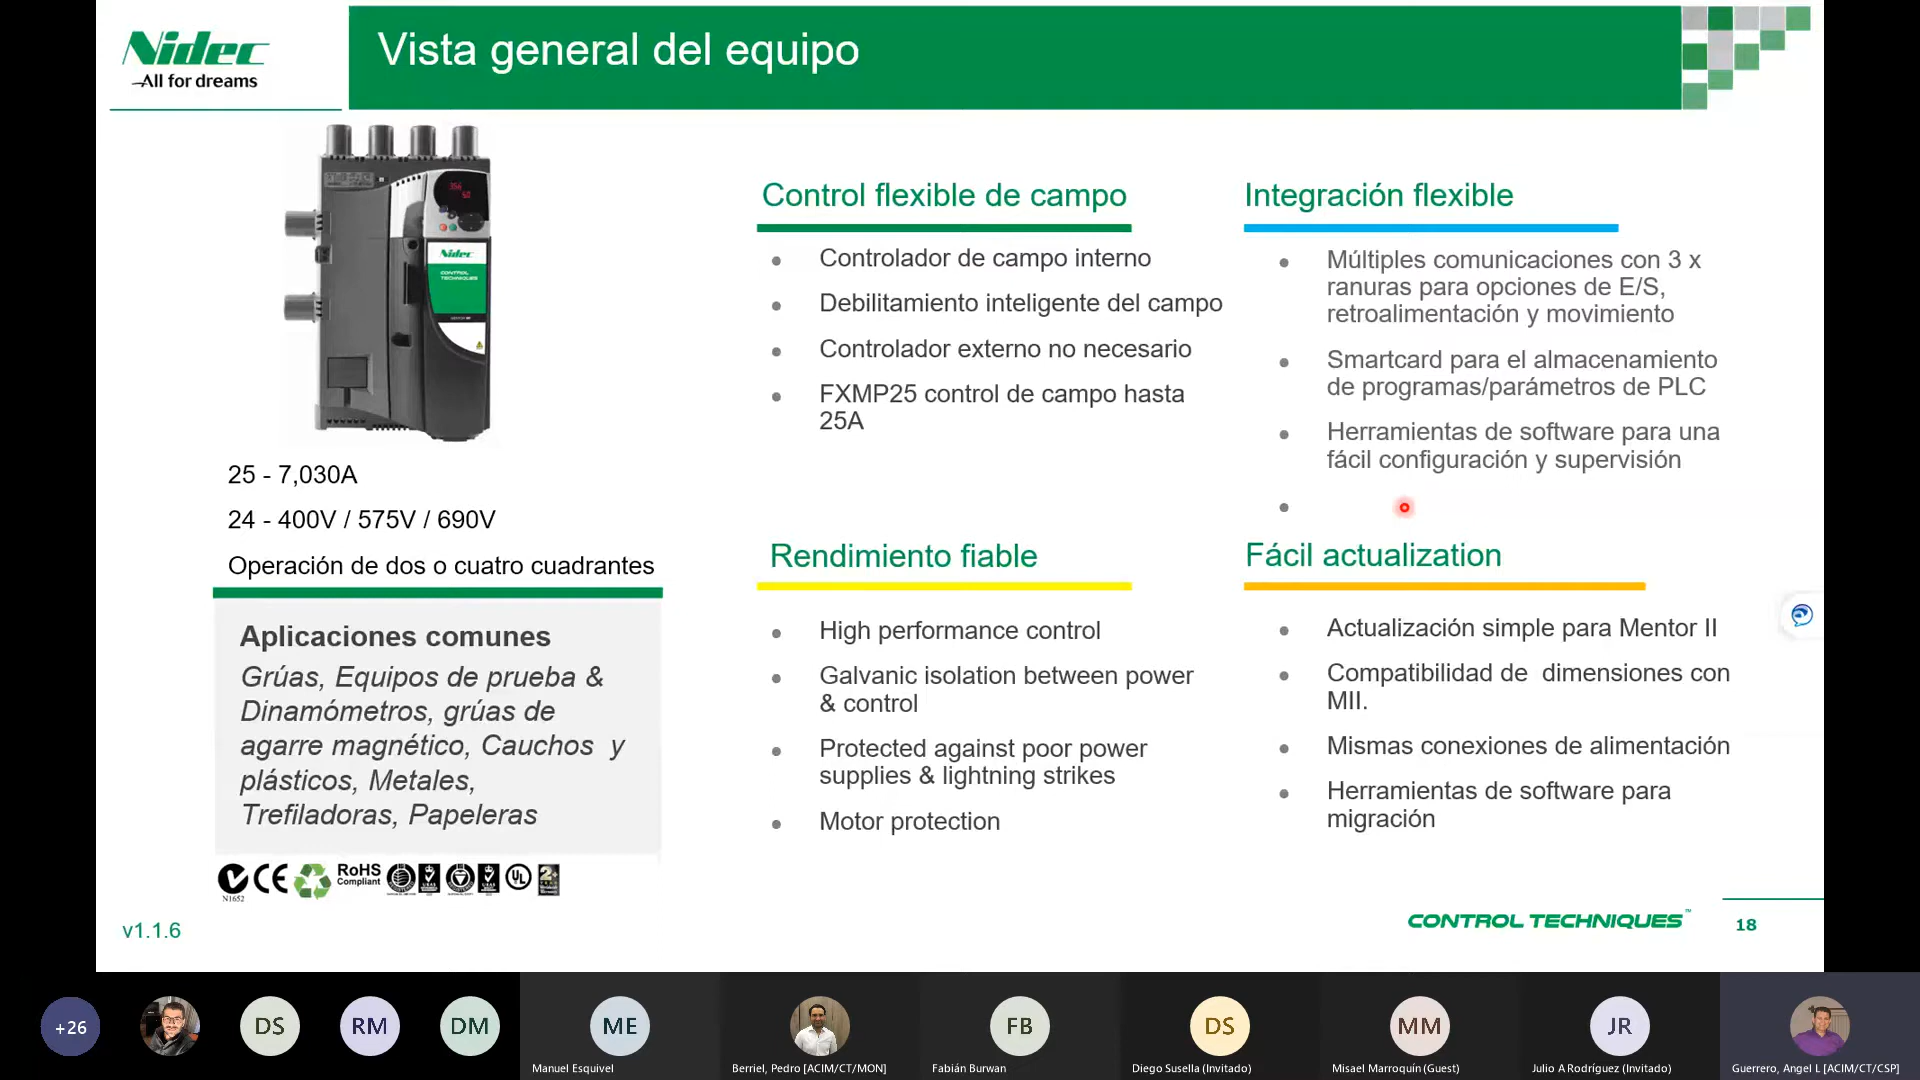 Nidec
All for dreams
Vista general del equipo
Nidec
CONTROL
TECHNIQUES
25 - 7,030A
24 - 400V / 575V / 690V
Operación de dos o cuatro cuadrantes
Aplicaciones comunes
Grúas, Equipos de prueba &
Dinamómetros, grúas de
agarre magnético, Cauchos y
plásticos, Metales,
Trefiladoras, Papeleras
N1652
CE
RoHS
Compliant
UL
Control flexible de campo
Controlador de campo interno
Debilitamiento inteligente del campo
Controlador externo no necesario
FXMP25 control de campo hasta
25A
Integración flexible
Múltiples comunicaciones con 3 x
ranuras para opciones de E/S,
retroalimentación y movimiento
Smartcard para el almacenamiento
de programas/parámetros de PLC
Herramientas de software para una
fácil configuración y supervisión
Rendimiento fiable
High performance control
Galvanic isolation between power
& control
Protected against poor power
supplies & lightning strikes
Motor protection
Fácil actualization
Actualización simple para Mentor II
Compatibilidad de  dimensiones con
MII.
Mismas conexiones de alimentación
Herramientas de software para
migración
v1.1.6
CONTROL TECHNIQUES™
18
+26
DS
RM
DM
ME
Manuel Esquivel
Berriel, Pedro [ACIM/CT/MON]
FB
Fabián Burwan
DS
Diego Susella (Invitado)
MM
Misael Marroquín (Guest)
JR
Julio A Rodríguez (Invitado)
Guerrero, Angel L [ACIM/CT/CSP]